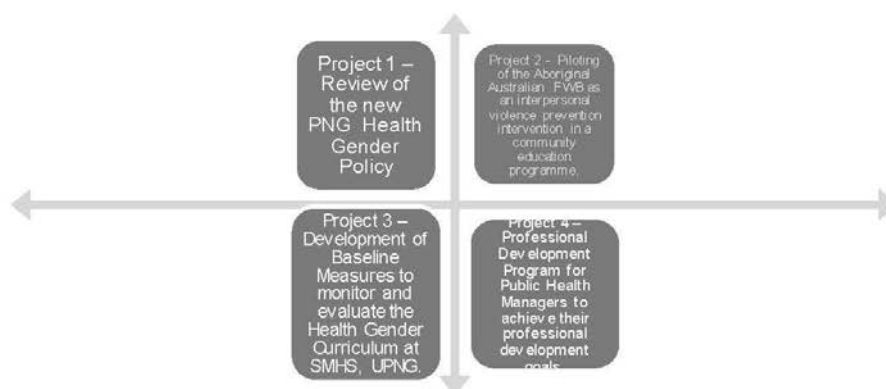 Project 1 –
Review of
the new
PNG Health
Gender
Policy
Project 2 - Piloting
of the Aboriginal
Australian FWB as
an interpersonal
violence prevention
intervention in a
community
education
programme.
Project 3 –
Development of
Baseline
Measures to
monitor and
evaluate the
Health Gender
Curriculum at
SMHS, UPNG.
Project 4 –
Professional
Development
Program for
Public Health
Managers to
achieve their
professional
development
goals